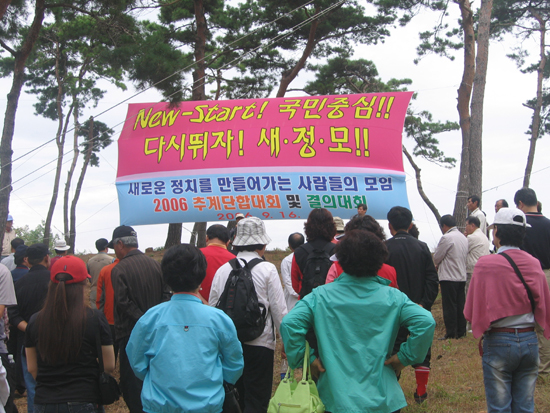 New-Start! 국민중심!!
다시뛰자! 새·정·모!!
새로운 정치를 만들어가는 사람들의 모임
2006 추계단합대회 및 결의대회
9. 16.